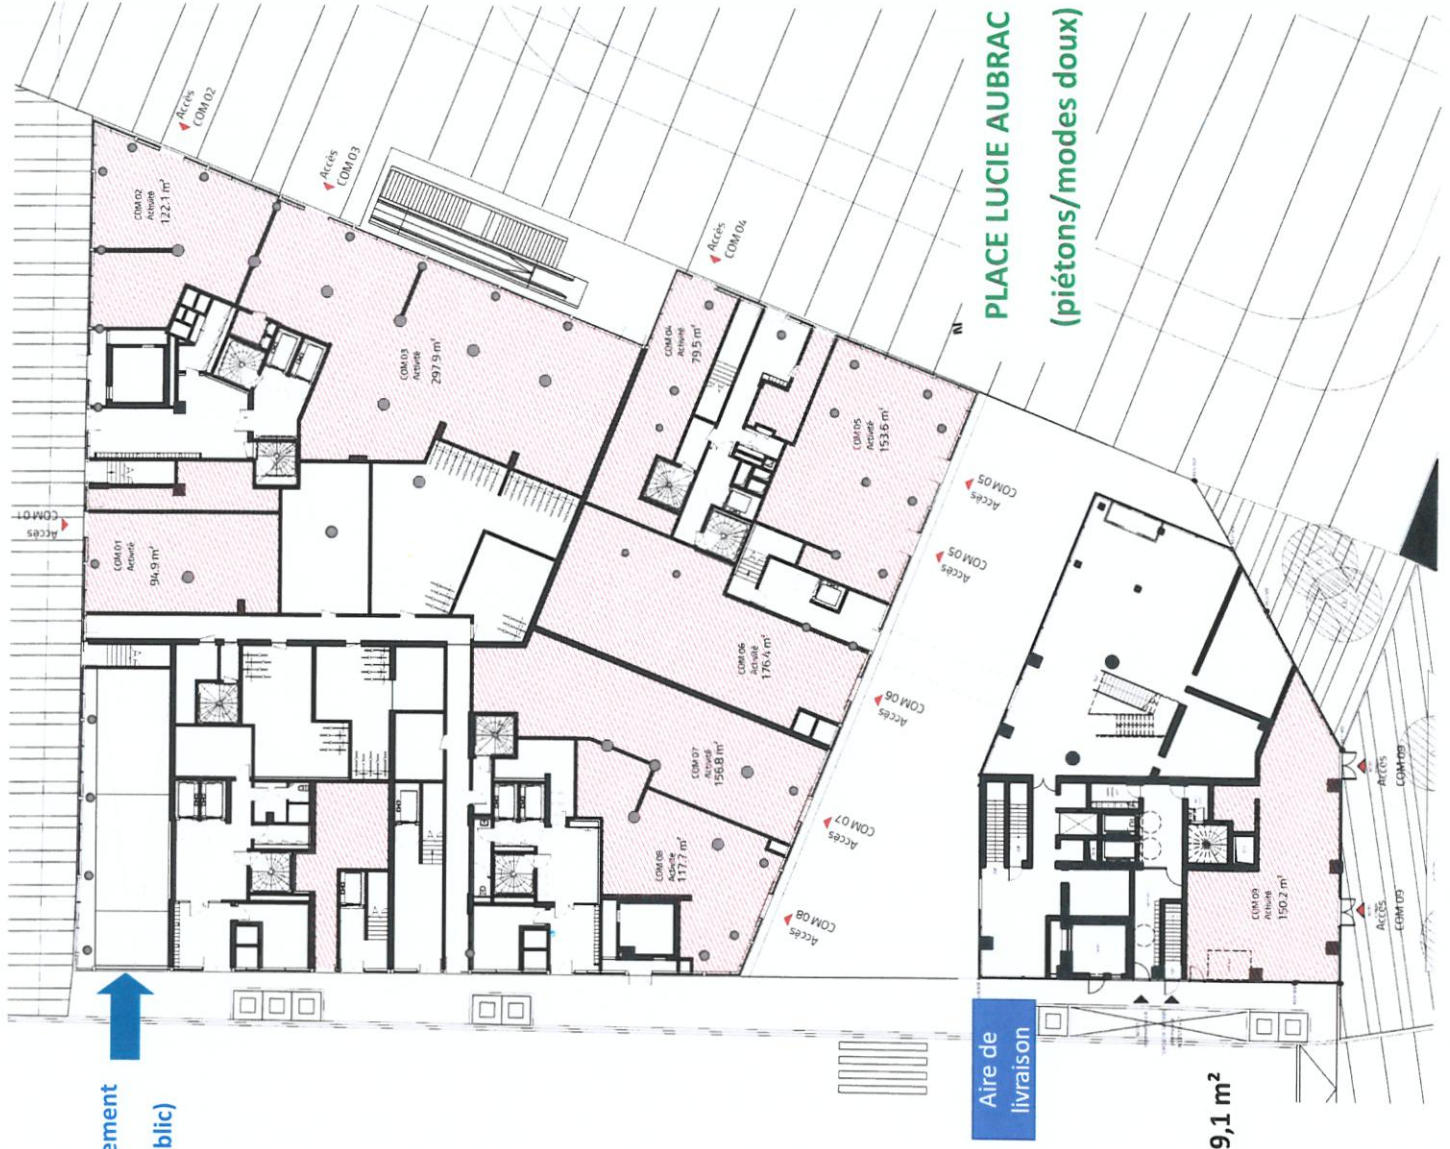 Accès
COM 02
Accès
COM 03
Accès
COM 04
PLACE LUCIE AUBRAC
(piétons/modes doux)
COM 02
Activité
122.1 m²
COM 03
Activité
297.9 m²
COM 04
Activité
79.5 m²
COM 05
Activité
153.6 m²
Accès
COM 01
COM 01
Activité
94.9 m²
Accès
COM 05
Accès
COM 05
COM 06
Activité
176.4 m²
Accès
COM 06
COM 07
Activité
156.8 m²
Accès
COM 07
COM 08
Activité
117.7 m²
Accès
COM 08
COM 09
Activité
150.2 m²
Accès
COM 09
Accès
COM 09
ement
blic)
Aire de
livraison
9,1 m²